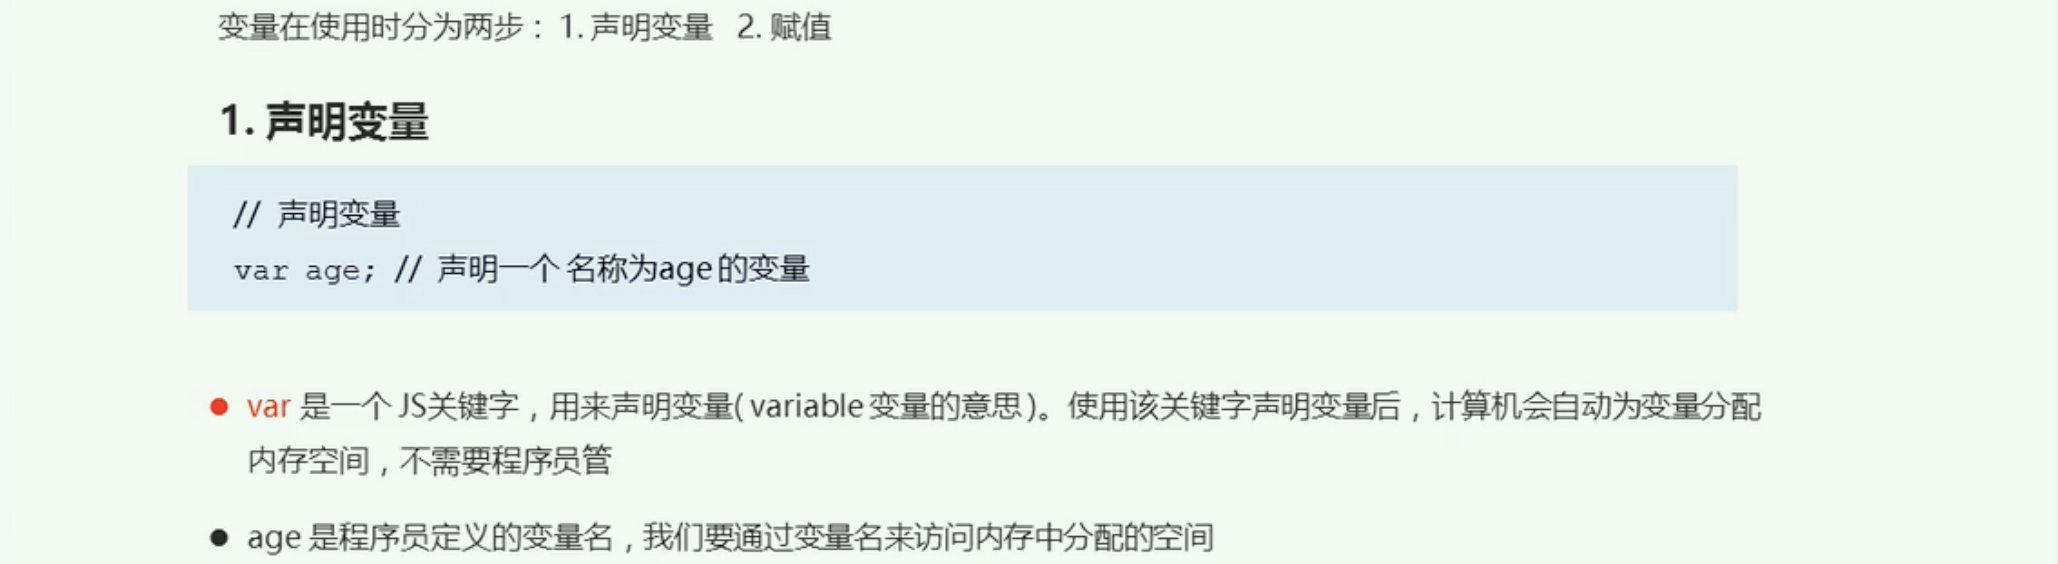 变量在使用时分为两步：1. 声明变量 2. 赋值
1. 声明变量
// 声明变量
var age; // 声明一个 名称为age 的变量
● var 是一个 JS关键字，用来声明变量( variable 变量的意思 )。使用该关键字声明变量后，计算机会自动为变量分配
内存空间，不需要程序员管
● age 是程序员定义的变量名，我们要通过变量名来访问内存中分配的空间